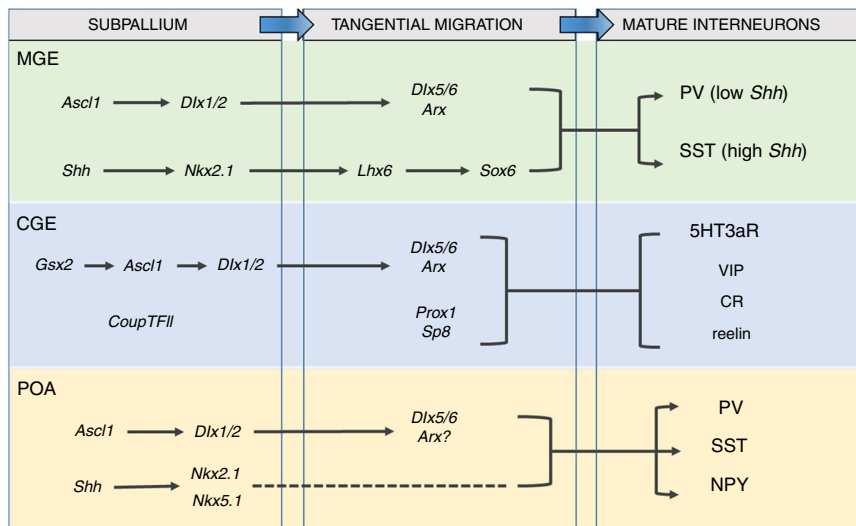 SUBPALLIUM TANGENTIAL MIGRATION MATURE INTERNEURONS
MGE
Ascl1 Dlx1/2 Dlx5/6 PV (low Shh)
Arx
Shh Nkx2.1 Lhx6 Sox6 SST (high Shh)
CGE
Gsx2 Ascl1 Dlx1/2 Dlx5/6 5HT3aR
Arx VIP
CoupTFII Prox1 CR
Sp8 reelin
POA
Ascl1 Dlx1/2 Dlx5/6 PV
Arx? SST
Shh Nkx2.1 NPY
Nkx5.1